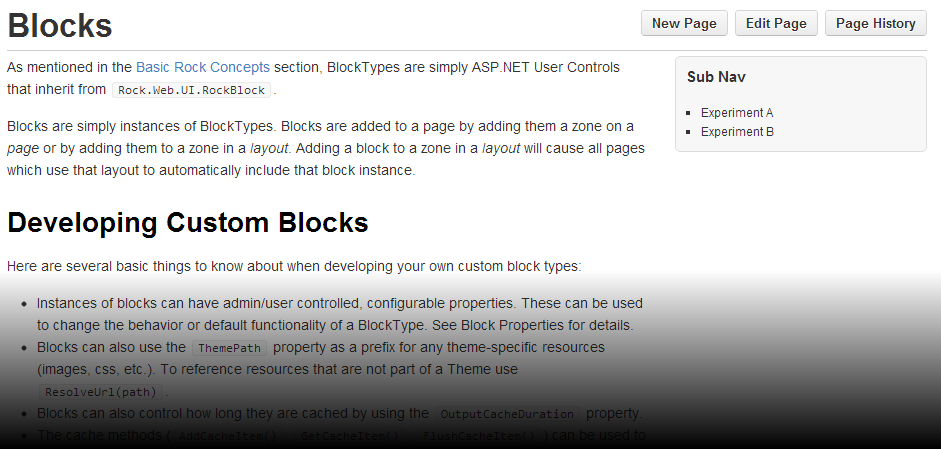 Blocks
New Page
Edit Page
Page History
As mentioned in the Basic Rock Concepts section, BlockTypes are simply ASP.NET User Controls
that inherit from Rock.Web.UI.RockBlock .
Blocks are simply instances of BlockTypes. Blocks are added to a page by adding them a zone on a
page or by adding them to a zone in a layout. Adding a block to a zone in a layout will cause all pages
which use that layout to automatically include that block instance.
Sub Nav
Experiment A
Experiment B
Developing Custom Blocks
Here are several basic things to know about when developing your own custom block types:
Instances of blocks can have admin/user controlled, configurable properties. These can be used
to change the behavior or default functionality of a BlockType. See Block Properties for details.
Blocks can also use the ThemePath property as a prefix for any theme-specific resources
(images, css, etc.). To reference resources that are not part of a Theme use
ResolveUrl(path) .
Blocks can also control how long they are cached by using the OutputCacheDuration property.
The cache methods ( AddCacheItem() GetCacheItem() FlushCacheItem() ) can be used to